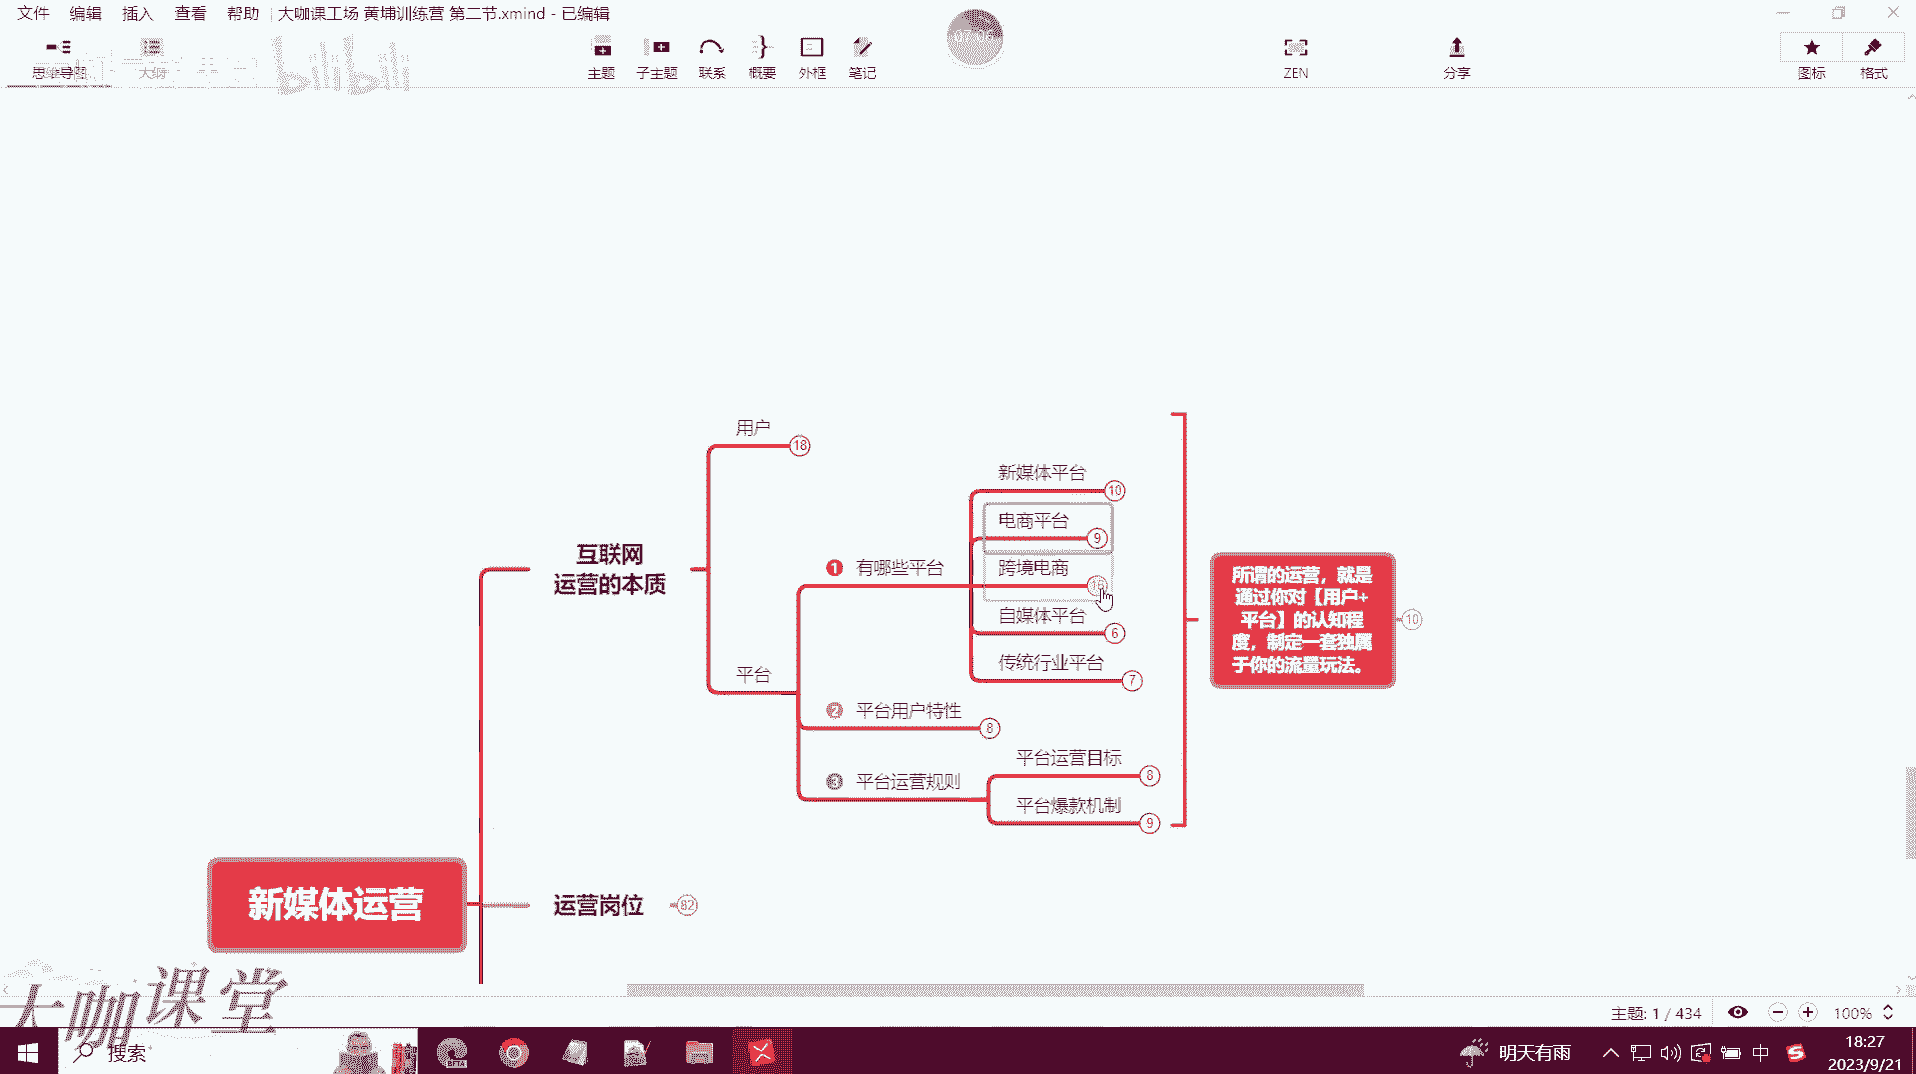 文件 编辑 插入 查看 帮助 大咖课工场 黄埔训练营 第二节.xmind - 已编辑
思维导图 大纲 主题 子主题 联系 概要 外框 笔记 ZEN 分享 图标 格式
bilibili
07:06
用户
18
新媒体平台
10
电商平台
9
互联网
运营的本质
1 有哪些平台
跨境电商
16
自媒体平台
6
传统行业平台
7
平台
2 平台用户特性
8
平台运营目标
8
3 平台运营规则
平台爆款机制
9
所谓的运营，就是
通过你对【用户+
平台】的认知程
度，制定一套独属
于你的流量玩法。
10
新媒体运营
运营岗位
82
大咖课堂
主题: 1 / 434 100%
搜索
BETA
明天有雨
中
18:27
2023/9/21